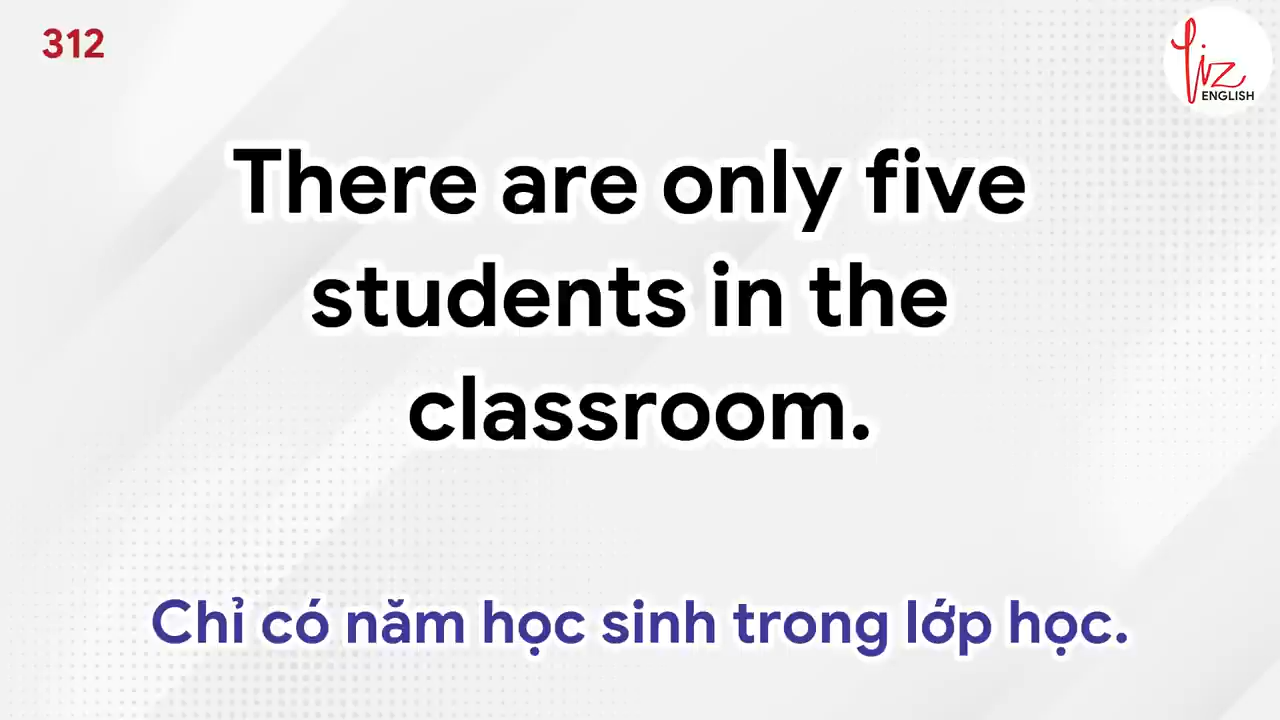 312
liz
ENGLISH
There are only five
students in the
classroom.
Chỉ có năm học sinh trong lớp học.